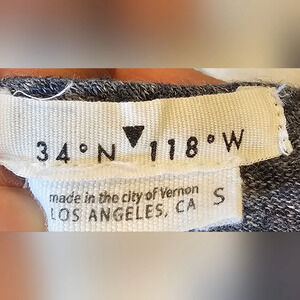 34°N▼118°W
made in the city of Vernon
LOS ANGELES, CA S